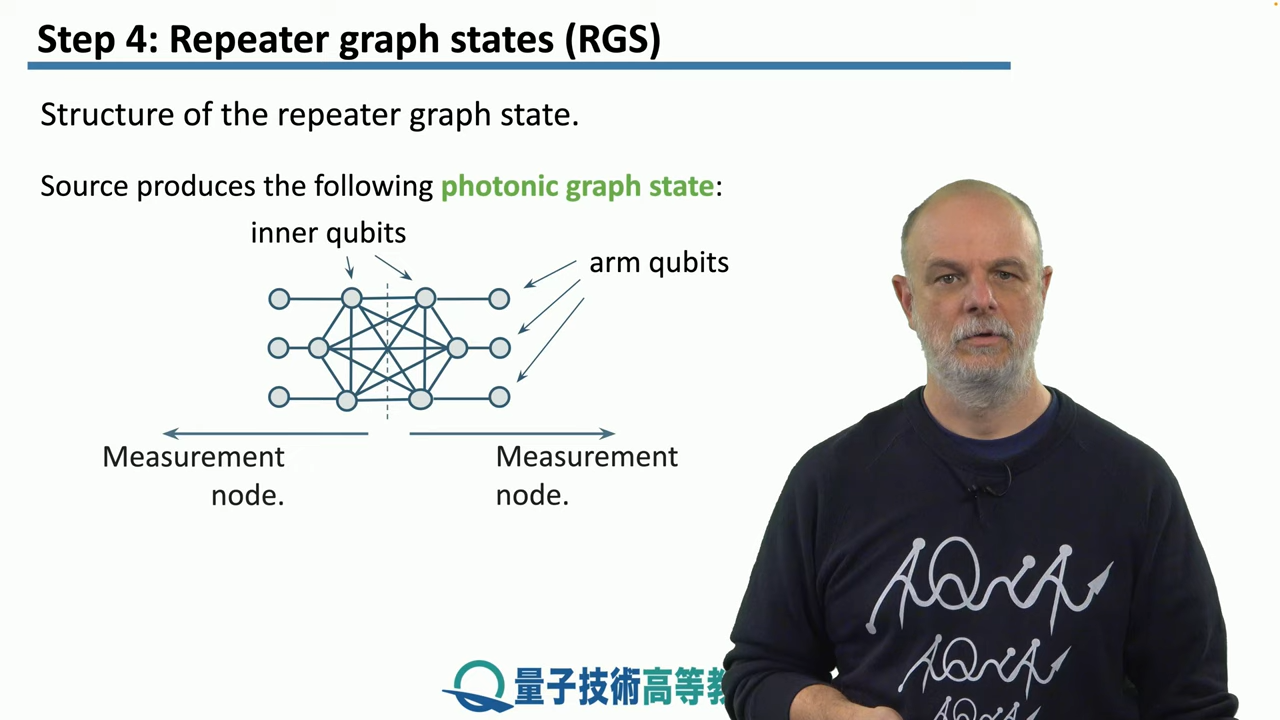 Step 4: Repeater graph states (RGS)
Structure of the repeater graph state.
Source produces the following photonic graph state:
inner qubits
arm qubits
Measurement
node.
Measurement
node.
量子技術高等教